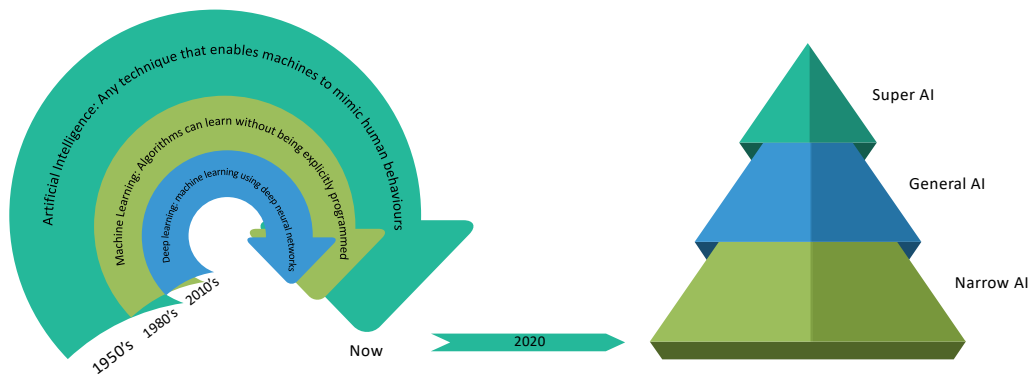 Artificial Intelligence: Any technique that enables machines to mimic human behaviours
Machine Learning: Algorithms can learn without being explicitly programmed
Deep learning: machine learning using deep neural networks
1950's
1980's
2010's
Now
2020
Super AI
General AI
Narrow AI